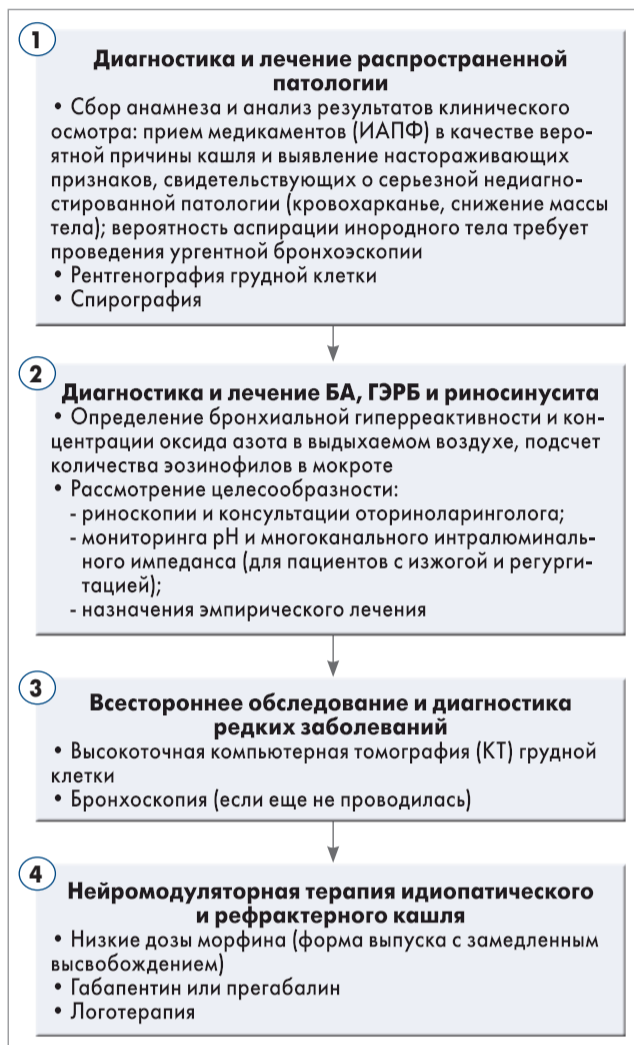 1
Диагностика и лечение распространенной
патологии
• Сбор анамнеза и анализ результатов клинического
осмотра: прием медикаментов (ИАПФ) в качестве веро-
ятной причины кашля и выявление настораживающих
признаков, свидетельствующих о серьезной недиагно-
стированной патологии (кровохарканье, снижение массы
тела); вероятность аспирации инородного тела требует
проведения ургентной бронхоэскопии
• Рентгенография грудной клетки
• Спирография
2
Диагностика и лечение БА, ГЭРБ и риносинусита
• Определение бронхиальной гиперреактивности и кон-
центрации оксида азота в выдыхаемом воздухе, подсчет
количества эозинофилов в мокроте
• Рассмотрение целесообразности:
- риноскопии и консультации оториноларинголога;
- мониторинга pH и многоканального интралюминаль-
ного импеданса (для пациентов с изжогой и регурги-
тацией);
- назначения эмпирического лечения
3
Всестороннее обследование и диагностика
редких заболеваний
• Высокоточная компьютерная томография (КТ) грудной
клетки
• Бронхоскопия (если еще не проводилась)
4
Нейромодуляторная терапия идиопатического
и рефрактерного кашля
• Низкие дозы морфина (форма выпуска с замедленным
высвобождением)
• Габапентин или прегабалин
• Логотерапия